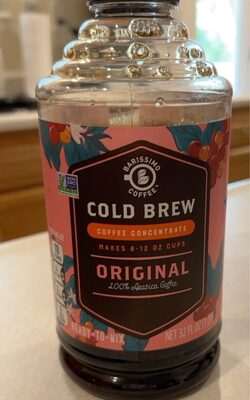 BARISSIMO
COFFEE
COLD BREW
COFFEE CONCENTRATE
MAKES 8-12 OZ CUPS
ORIGINAL
100% Arabica Coffee
READY-TO-MIX
NET 32 FL OZ